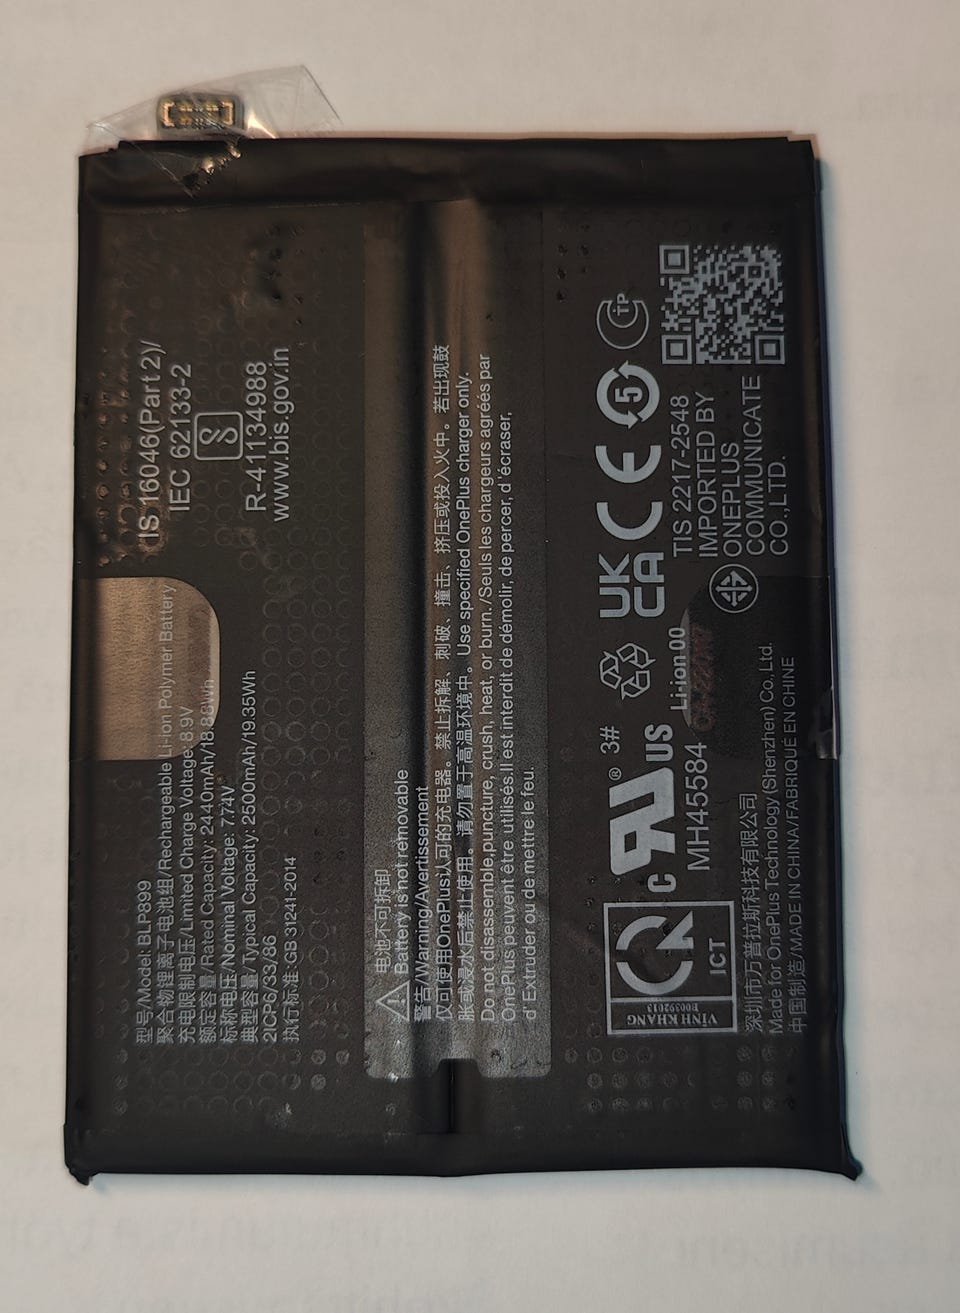 型号/Model: BLP899
聚合物锂离子电池组/Rechargeable Li-ion Polymer Battery
充电限制电压/Limited Charge Voltage: 8.9V
额定容量/Rated Capacity: 2440mAh/18.88Wh
标称电压/Nominal Voltage: 7.74V
典型容量/Typical Capacity: 2500mAh/19.35Wh
2ICP6/33/86
执行标准:GB 31241-2014
IS 16046(Part 2)/
IEC 62133-2
R-41134988
www.bis.gov.in
电池不可拆卸
Battery is not removable
警告/Warning/Avertissement
仅可使用OnePlus认可的充电器。禁止拆解、刺破、撞击、挤压或投入火中。若出现鼓
胀或浸水后禁止使用。请勿置于高温环境中。Use specified OnePlus charger only.
Do not disassemble,puncture, crush, heat, or burn./Seuls les chargeurs agréés par
OnePlus peuvent être utilisés.Il est interdit de démolir, de percer, d'écraser,
d' Extruder ou de mettre le feu.
VĨNH KHANG
E00392013
ICT
c
US
®
3#
MH45584
Li-ion 00
UK
CA
CE
5
TP
TIS 2217-2548
IMPORTED BY
ONEPLUS
COMMUNICATE
CO.,LTD.
深圳市万普拉斯科技有限公司
Made for OnePlus Technology (Shenzhen) Co., Ltd.
中国制造/MADE IN CHINA/FABRIQUÉ EN CHINE